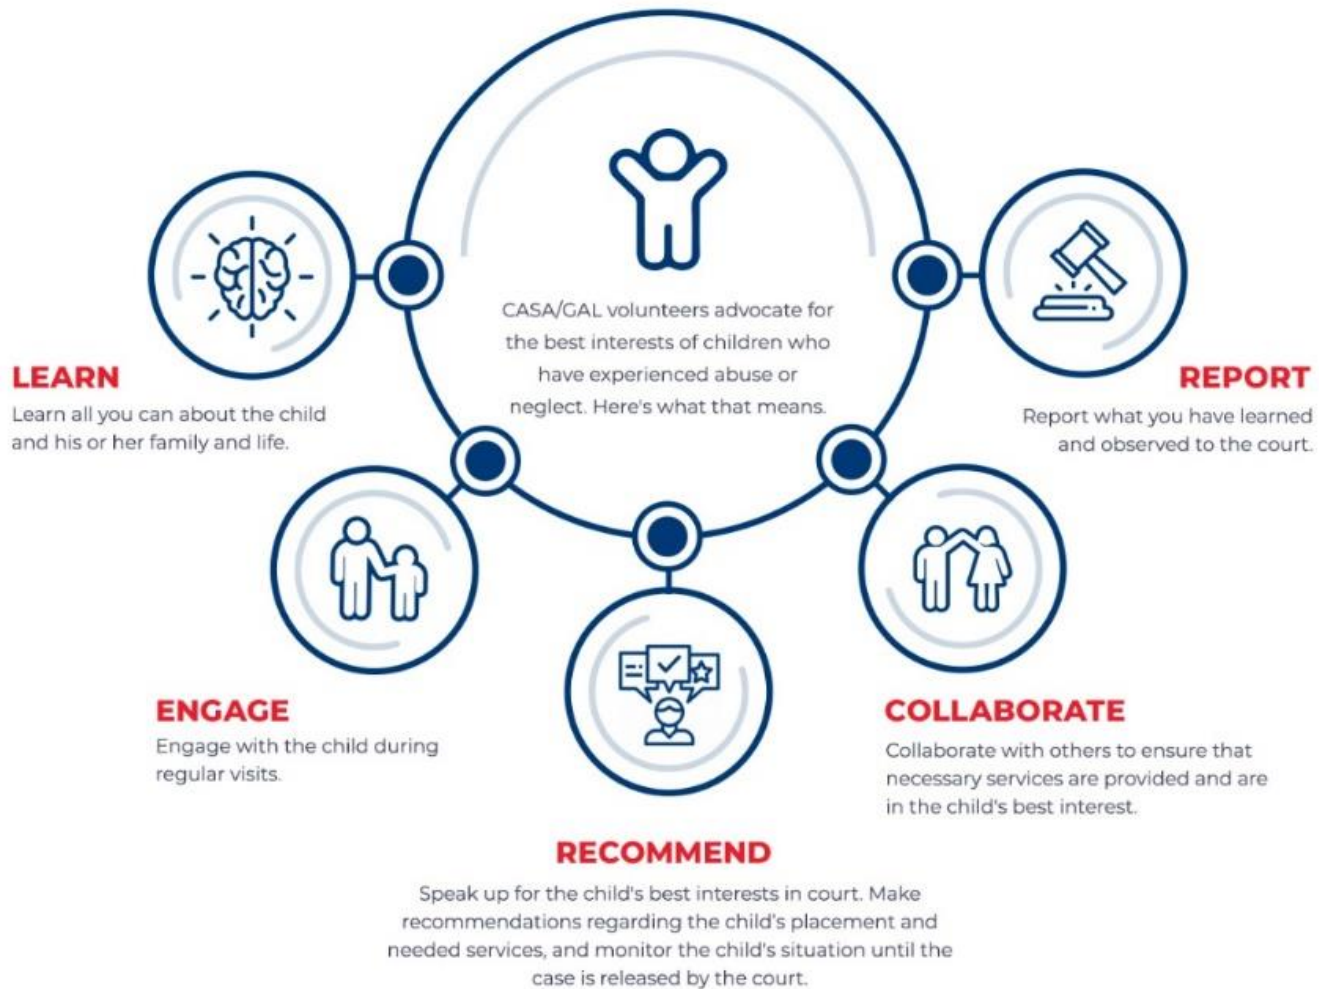 CASA/GAL volunteers advocate for
the best interests of children who
have experienced abuse or
neglect. Here's what that means.
LEARN
Learn all you can about the child
and his or her family and life.
ENGAGE
Engage with the child during
regular visits.
RECOMMEND
Speak up for the child's best interests in court. Make
recommendations regarding the child's placement and
needed services, and monitor the child's situation until the
case is released by the court.
COLLABORATE
Collaborate with others to ensure that
necessary services are provided and are
in the child's best interest.
REPORT
Report what you have learned
and observed to the court.